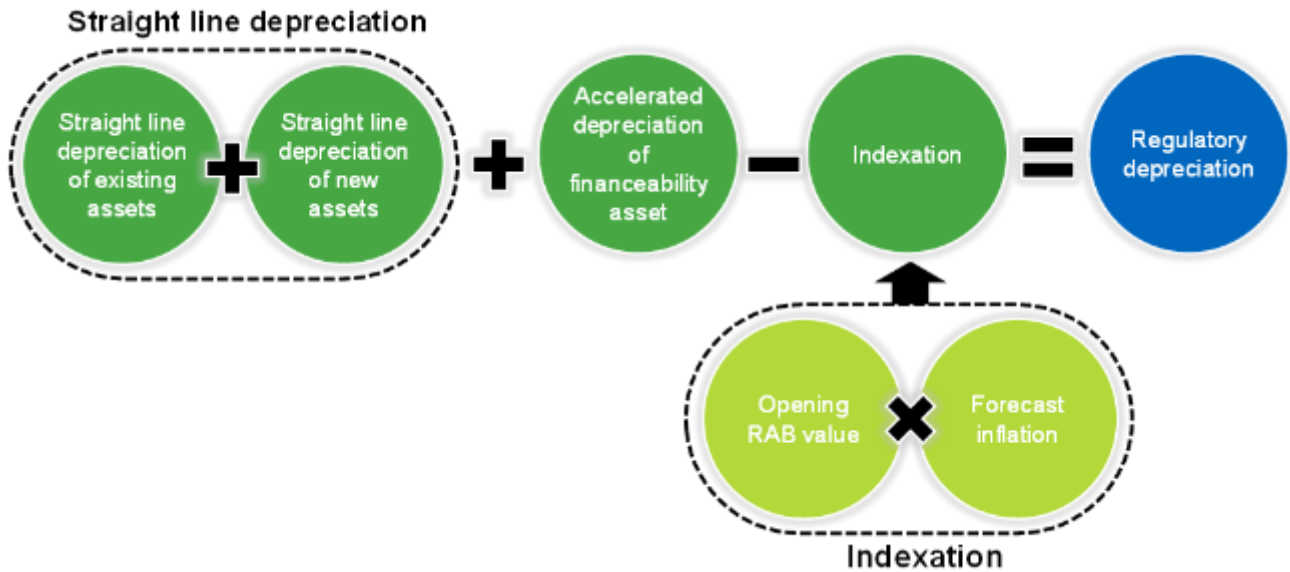 Straight line depreciation
Straight line
depreciation
of existing
assets
Straight line
depreciation
of new
assets
Accelerated
depreciation
of
financeability
asset
Indexation
Regulatory
depreciation
Opening
RAB value
Forecast
inflation
Indexation